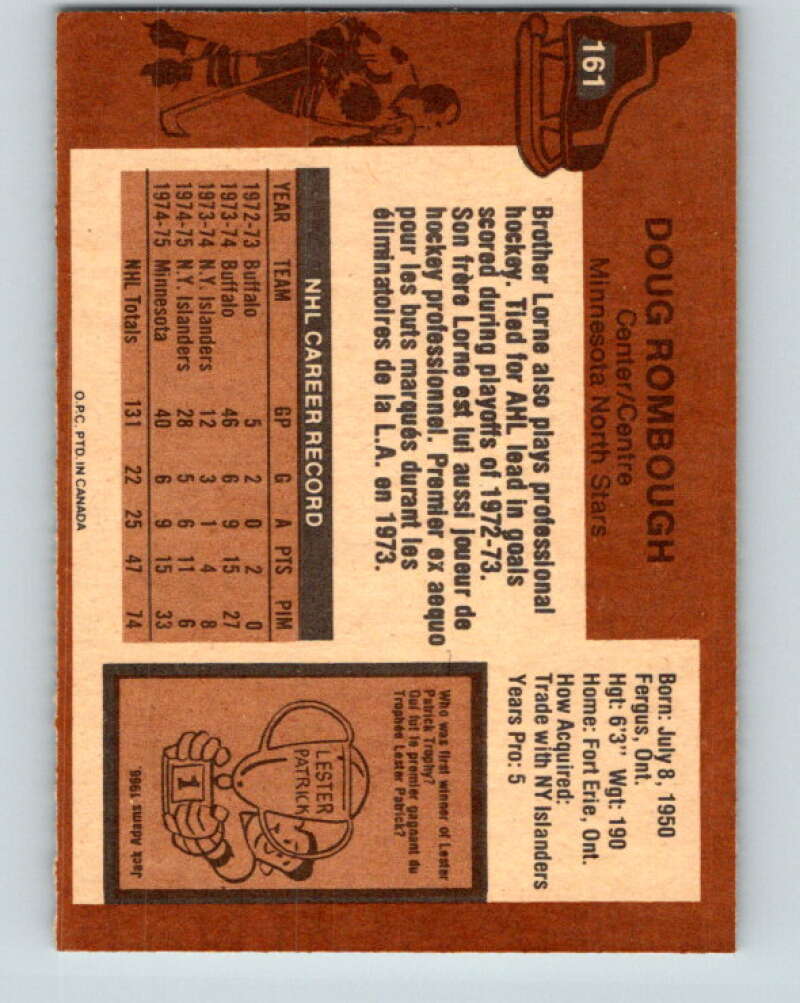 161
DOUG ROMBOUGH
Center/Centre
Minnesota North Stars
Born: July 8, 1950
Fergus, Ont.
Hgt: 6'3" Wgt: 190
Home: Fort Erie, Ont.
How Acquired:
Trade with NY Islanders
Years Pro: 5
Brother Lorne also plays professional
hockey. Tied for AHL lead in goals
scored during playoffs of 1972-73.
Son frère Lorne est lui aussi joueur de
hockey professionnel. Premier ex aequo
pour les buts marqués durant les
éliminatoires de la L.A. en 1973.
NHL CAREER RECORD
YEAR TEAM GP G A PTS PIM
1972-73 Buffalo 5 2 0 2 0
1973-74 Buffalo 46 6 9 15 27
1973-74 N.Y. Islanders 12 3 1 4 8
1974-75 N.Y. Islanders 28 5 6 11 6
1974-75 Minnesota 40 6 9 15 33
NHL Totals 131 22 25 47 74
Who was first winner of Lester
Patrick Trophy?
Qui fut le premier gagnant du
Trophée Lester Patrick?
LESTER
PATRICK
1
Jack Adams 1966.
O.P.C. PTD. IN CANADA